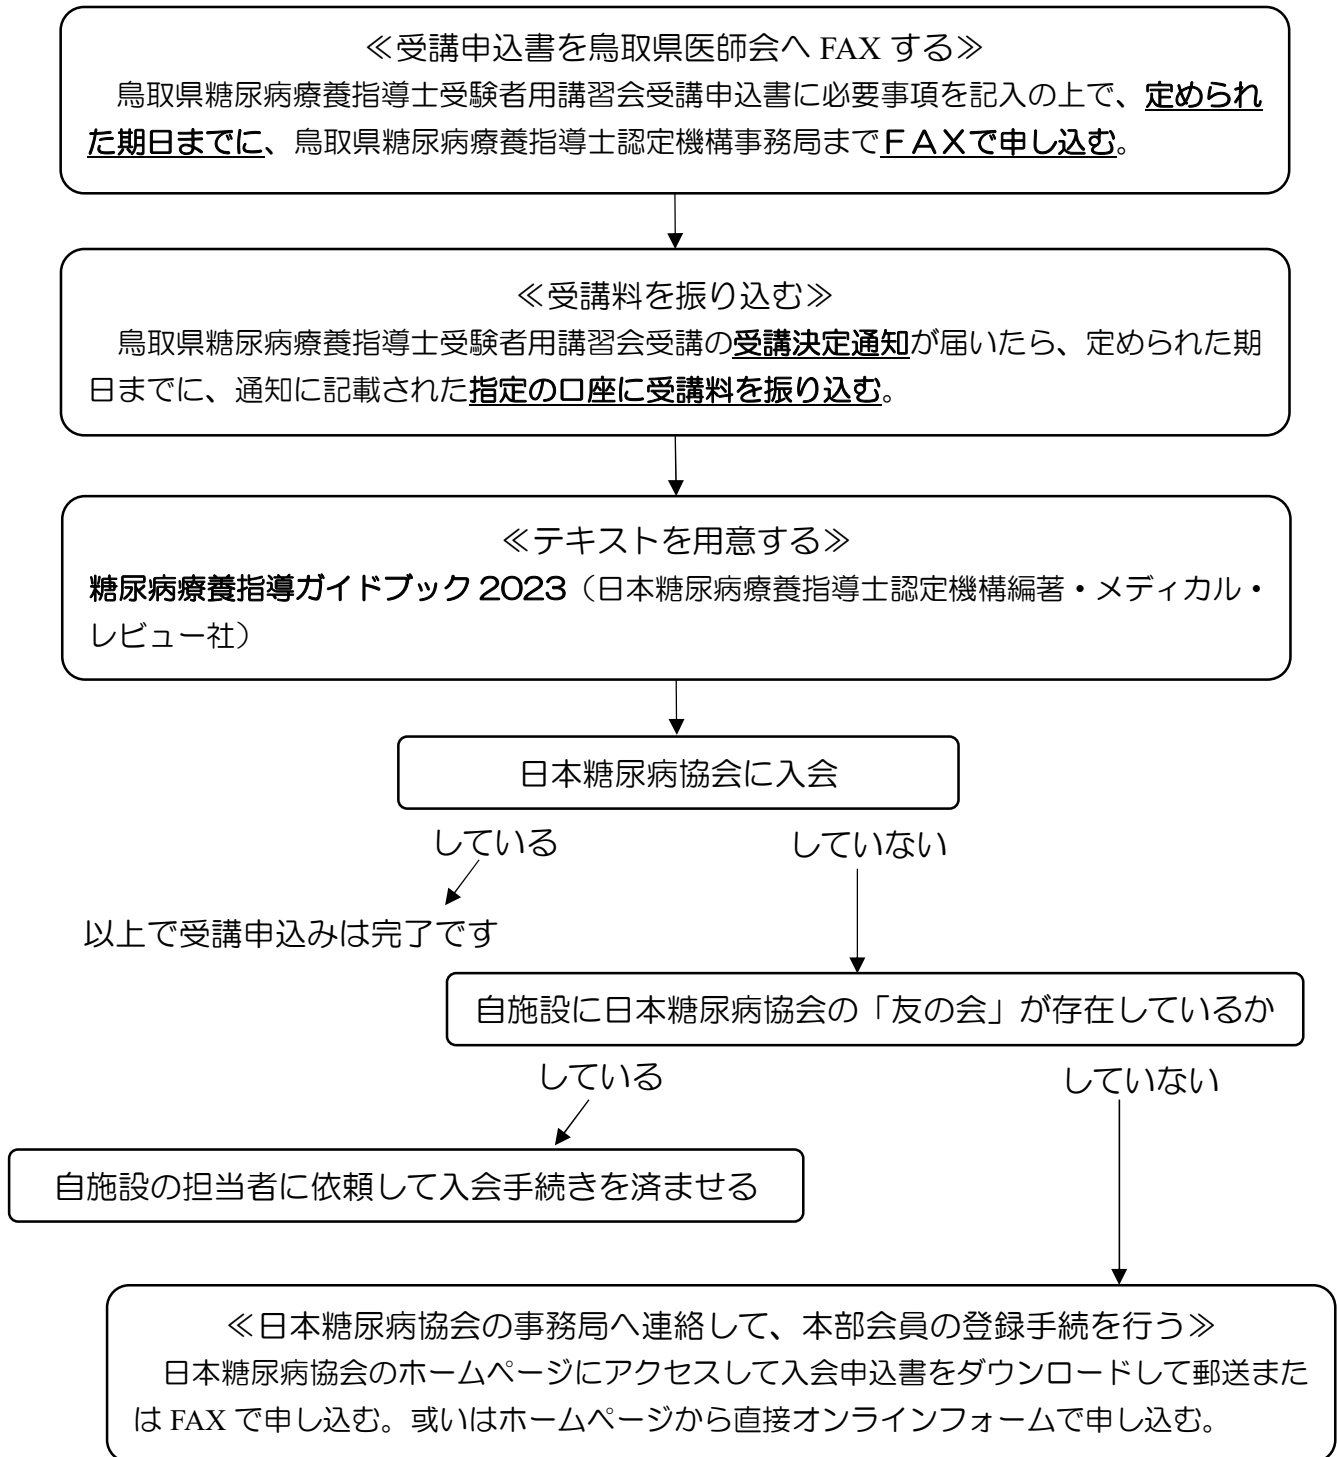 ≪受講申込書を鳥取県医師会へ FAX する≫
鳥取県糖尿病療養指導士受験者用講習会受講申込書に必要事項を記入の上で、定められ
た期日までに、鳥取県糖尿病療養指導士認定機構事務局までＦＡＸで申し込む。
≪受講料を振り込む≫
鳥取県糖尿病療養指導士受験者用講習会受講の受講決定通知が届いたら、定められた期
日までに、通知に記載された指定の口座に受講料を振り込む。
≪テキストを用意する≫
糖尿病療養指導ガイドブック 2023（日本糖尿病療養指導士認定機構編著・メディカル・
レビュー社）
日本糖尿病協会に入会
している
していない
以上で受講申込みは完了です
自施設に日本糖尿病協会の「友の会」が存在しているか
している
していない
自施設の担当者に依頼して入会手続きを済ませる
≪日本糖尿病協会の事務局へ連絡して、本部会員の登録手続を行う≫
日本糖尿病協会のホームページにアクセスして入会申込書をダウンロードして郵送また
は FAX で申し込む。或いはホームページから直接オンラインフォームで申し込む。